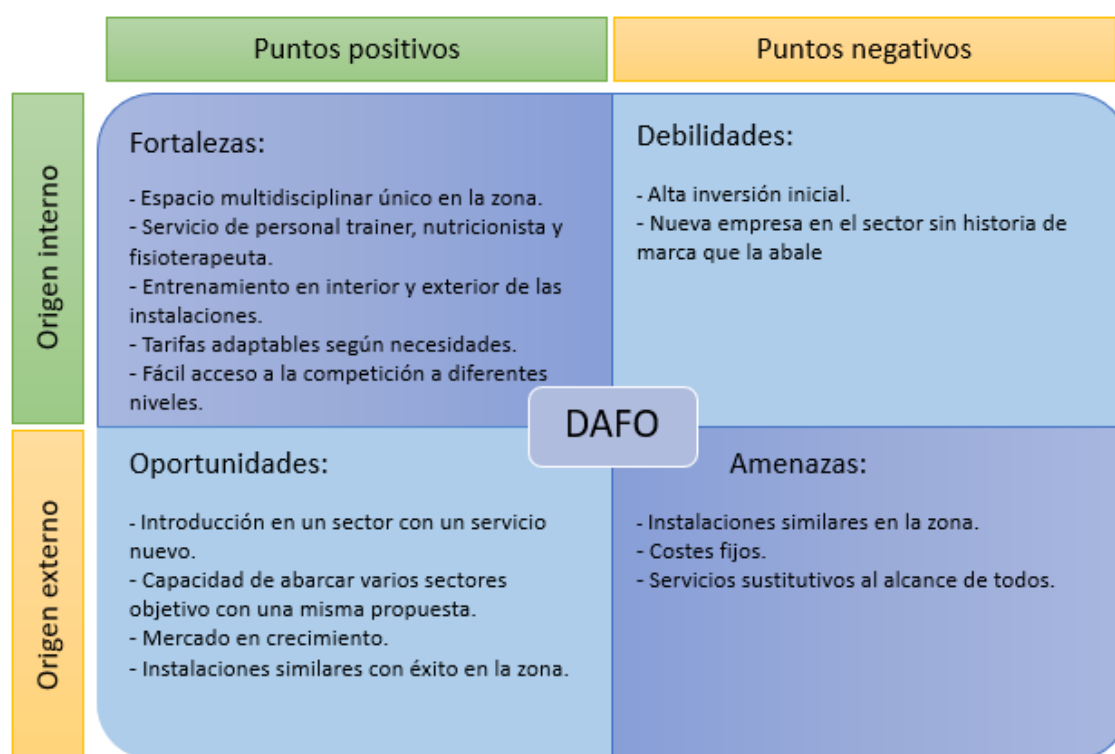 Puntos positivos
Puntos negativos
Origen interno
Fortalezas:
- Espacio multidisciplinar único en la zona.
- Servicio de personal trainer, nutricionista y
fisioterapeuta.
- Entrenamiento en interior y exterior de las
instalaciones.
- Tarifas adaptables según necesidades.
- Fácil acceso a la competición a diferentes
niveles.
Debilidades:
- Alta inversión inicial.
- Nueva empresa en el sector sin historia de
marca que la abale
DAFO
Origen externo
Oportunidades:
- Introducción en un sector con un servicio
nuevo.
- Capacidad de abarcar varios sectores
objetivo con una misma propuesta.
- Mercado en crecimiento.
- Instalaciones similares con éxito en la zona.
Amenazas:
- Instalaciones similares en la zona.
- Costes fijos.
- Servicios sustitutivos al alcance de todos.